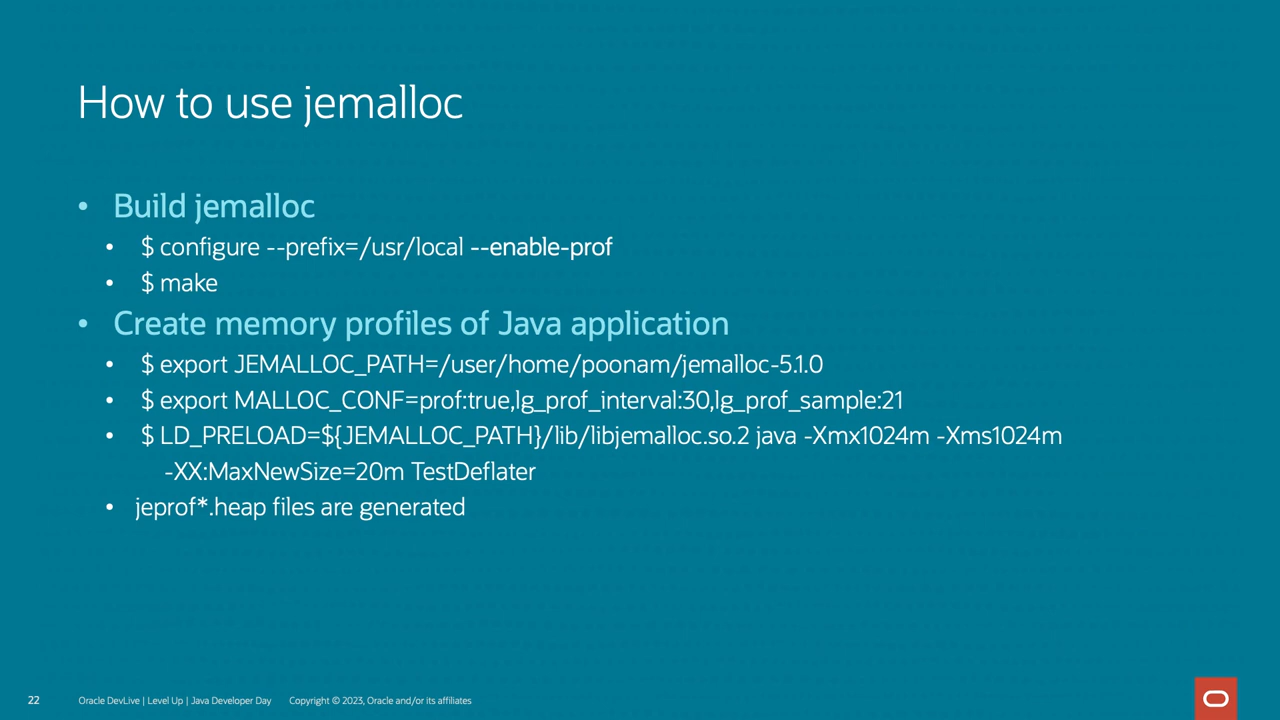 How to use jemalloc
• Build jemalloc
• $ configure --prefix=/usr/local --enable-prof
• $ make
• Create memory profiles of Java application
• $ export JEMALLOC_PATH=/user/home/poonam/jemalloc-5.1.0
• $ export MALLOC_CONF=prof:true,lg_prof_interval:30,lg_prof_sample:21
• $ LD_PRELOAD=${JEMALLOC_PATH}/lib/libjemalloc.so.2 java -Xmx1024m -Xms1024m
-XX:MaxNewSize=20m TestDeflater
• jeprof*.heap files are generated
22 Oracle DevLive | Level Up | Java Developer Day Copyright © 2023, Oracle and/or its affiliates